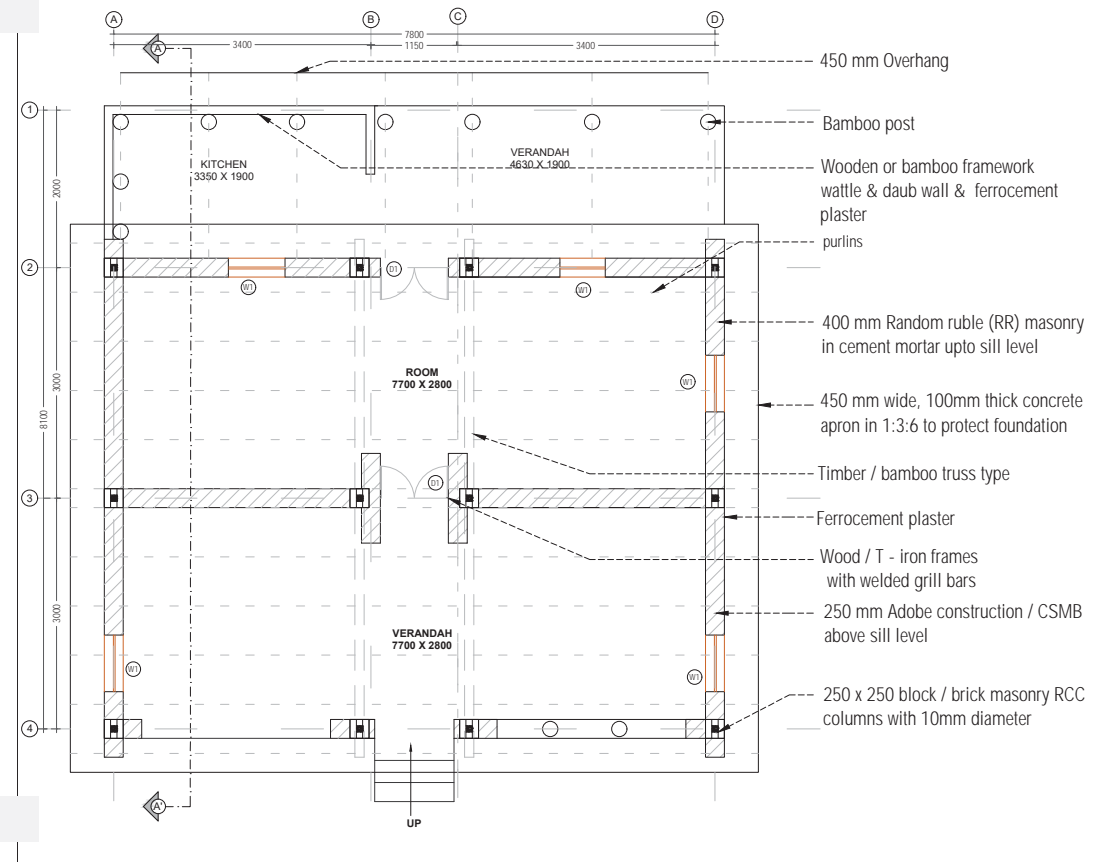 A
B
C
D
7800
3400
1150
3400
A
450 mm Overhang
1
Bamboo post
KITCHEN
3350 X 1900
VERANDAH
4630 X 1900
Wooden or bamboo framework
wattle & daub wall & ferrocement
plaster
2000
purlins
2
D1
W1
W1
400 mm Random ruble (RR) masonry
in cement mortar upto sill level
ROOM
7700 X 2800
W1
3000
8100
450 mm wide, 100mm thick concrete
apron in 1:3:6 to protect foundation
Timber / bamboo truss type
D1
3
Ferrocement plaster
Wood / T - iron frames
with welded grill bars
3000
250 mm Adobe construction / CSMB
above sill level
VERANDAH
7700 X 2800
W1
W1
250 x 250 block / brick masonry RCC
columns with 10mm diameter
4
A'
UP